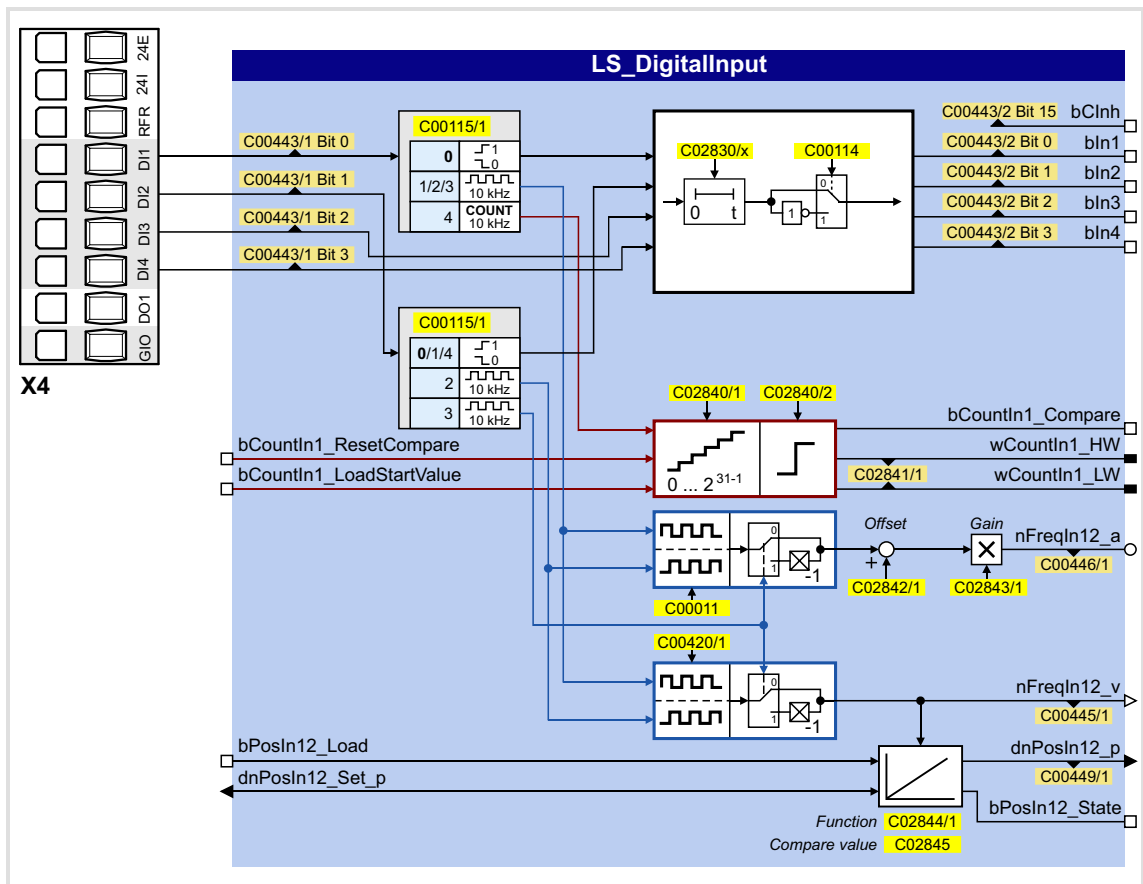 LS_DigitalInput
24E
24I
RFR
DI1
DI2
DI3
DI4
DO1
GIO
X4
C00443/1 Bit 0
C00443/1 Bit 1
C00443/1 Bit 2
C00443/1 Bit 3
C00115/1
0 1 0
1/2/3 10 kHz
4 COUNT 10 kHz
C00115/1
0/1/4 1 0
2 10 kHz
3 10 kHz
C02830/x
C00114
0 t
1
0
1
C00443/2 Bit 15 bCInh
C00443/2 Bit 0 bIn1
C00443/2 Bit 1 bIn2
C00443/2 Bit 2 bIn3
C00443/2 Bit 3 bIn4
C02840/1
C02840/2
bCountIn1_ResetCompare
bCountIn1_LoadStartValue
0 ... 2 31-1
bCountIn1_Compare
wCountIn1_HW
C02841/1
wCountIn1_LW
0
1
-1
C00011
Offset
+
C02842/1
Gain
C02843/1
nFreqIn12_a
C00446/1
C00420/1
0
1
-1
nFreqIn12_v
C00445/1
bPosIn12_Load
dnPosIn12_Set_p
dnPosIn12_p
C00449/1
bPosIn12_State
Function C02844/1
Compare value C02845